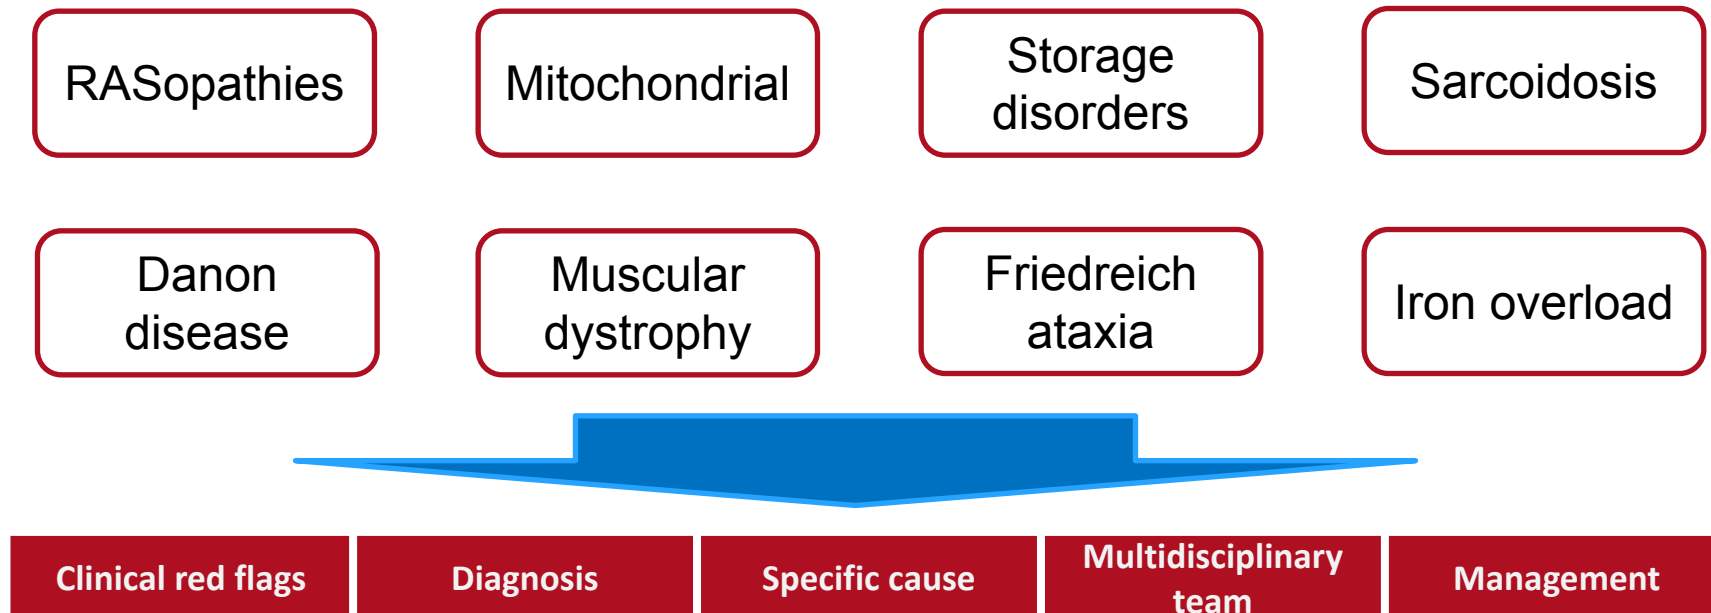 RASopathies
Mitochondrial
Storage
disorders
Sarcoidosis
Danon
disease
Muscular
dystrophy
Friedreich
ataxia
Iron overload
Clinical red flags
Diagnosis
Specific cause
Multidisciplinary
team
Management